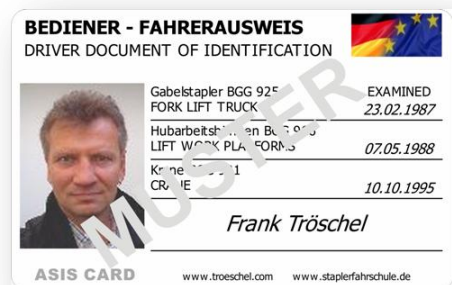 BEDIENER - FAHRERAUSWEIS
DRIVER DOCUMENT OF IDENTIFICATION
Gabelstapler BGG 925 EXAMINED
FORK LIFT TRUCK 23.02.1987
LIFT WORK PLATFORMS 07.05.1988
CRANE 10.10.1995
Frank Tröschel
MUSTER
ASIS CARD www.troeschel.com www.staplerfahrschule.de